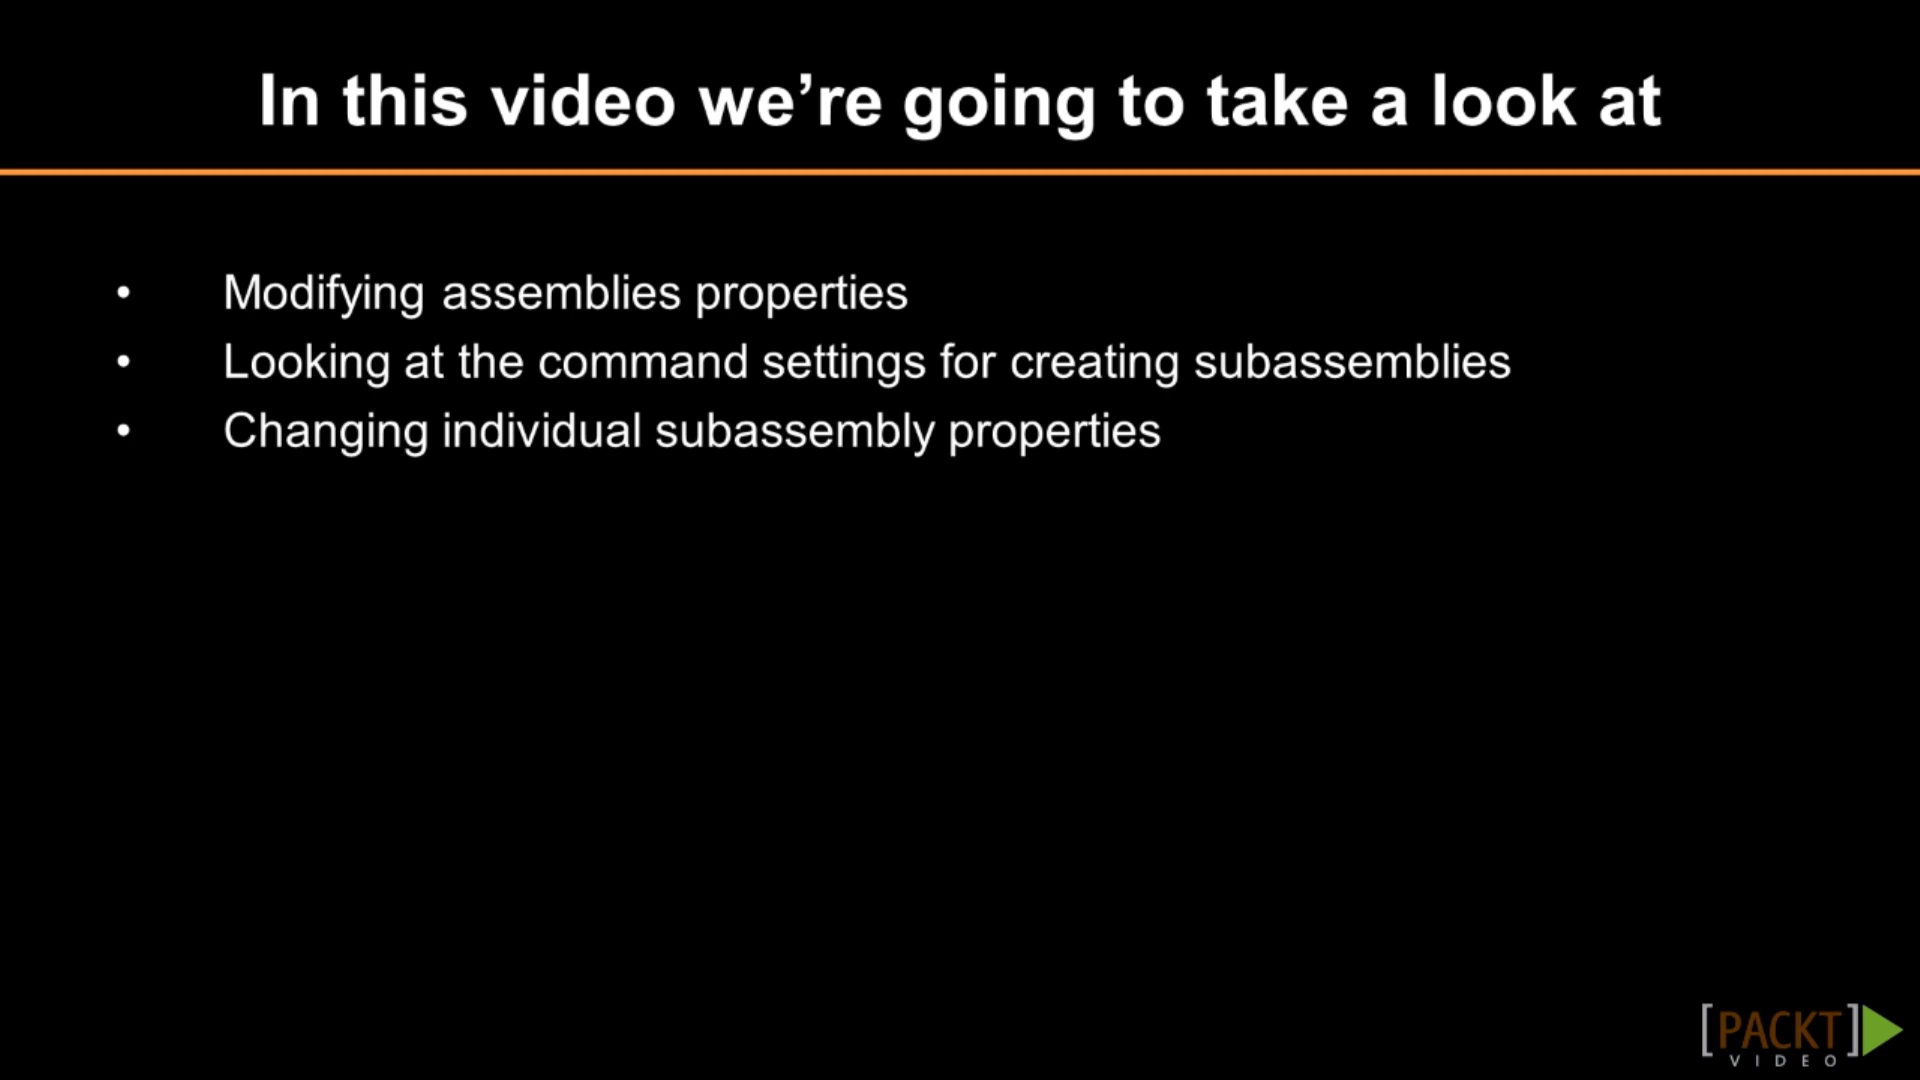 In this video we’re going to take a look at
• Modifying assemblies properties
• Looking at the command settings for creating subassemblies
• Changing individual subassembly properties
[PACKT]
VIDEO